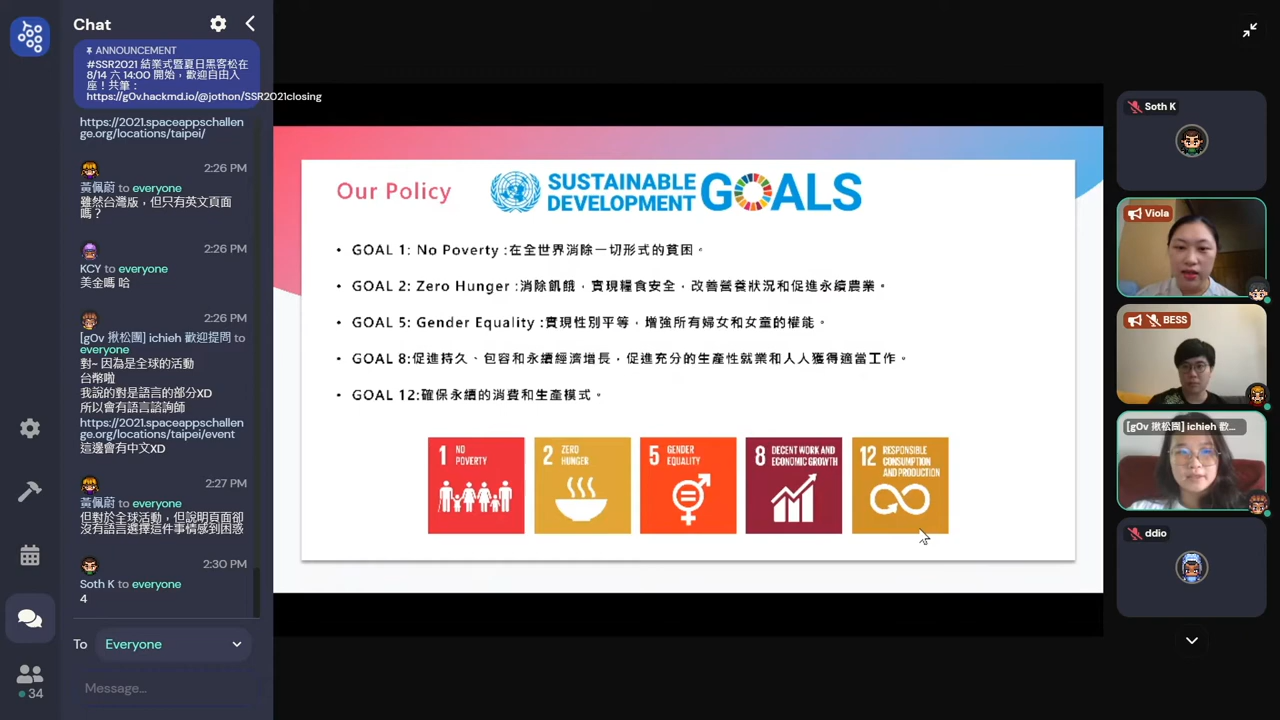 Chat
ANNOUNCEMENT
#SSR2021 結業式暨夏日黑客松在
8/14 六 14:00 開始，歡迎自由入
座！共筆：
https://g0v.hackmd.io/@jothon/SSR2021closing
https://2021.spaceappschallen
ge.org/locations/taipei/
2:26 PM
黃佩蔚 to everyone
雖然台灣版，但只有英文頁面
嗎？
2:26 PM
KCY to everyone
美金嗎 哈
2:26 PM
[g0v 揪松團] ichieh 歡迎提問 to
everyone
對~ 因為是全球的活動
台幣啦
我說的對是語言的部分XD
所以會有語言諮詢師
https://2021.spaceappschallen
ge.org/locations/taipei/event
這邊會有中文XD
2:27 PM
黃佩蔚 to everyone
但對於全球活動，但說明頁面卻
沒有語言選擇這件事情感到困惑
2:30 PM
Soth K to everyone
4
To Everyone
Message...
34
Our Policy
SUSTAINABLE
DEVELOPMENT
GOALS
• GOAL 1: No Poverty :在全世界消除一切形式的貧困。
• GOAL 2: Zero Hunger :消除飢餓，實現糧食安全，改善營養狀況和促進永續農業。
• GOAL 5: Gender Equality :實現性別平等，增強所有婦女和女童的權能。
• GOAL 8:促進持久、包容和永續經濟增長，促進充分的生產性就業和人人獲得適當工作。
• GOAL 12:確保永續的消費和生產模式。
1 NO
POVERTY
2 ZERO
HUNGER
5 GENDER
EQUALITY
8 DECENT WORK AND
ECONOMIC GROWTH
12 RESPONSIBLE
CONSUMPTION
AND PRODUCTION
Soth K
Viola
BESS
[g0v 揪松團] ichieh 歡...
ddio